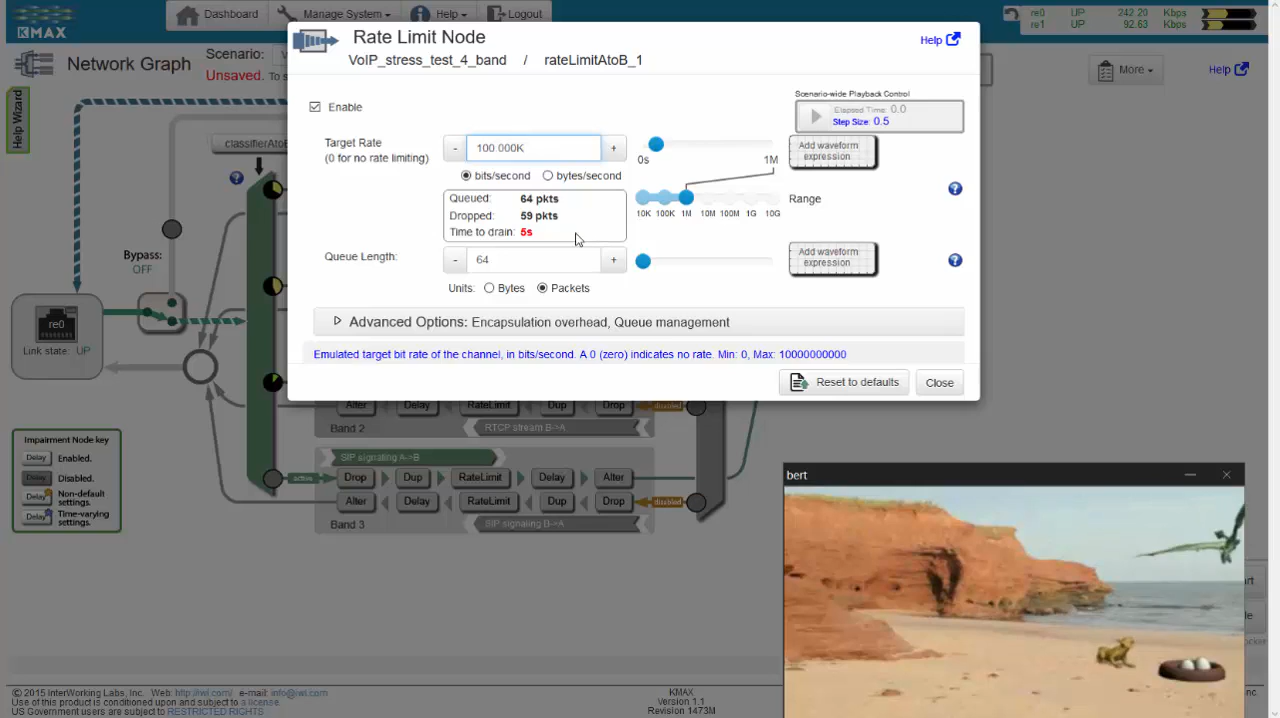 KMAX
Dashboard
Manage System
Help
Logout
re0 UP 242.20 Kbps
re1 UP 92.63 Kbps
Network Graph
Scenario:
Unsaved.
More
Help
Help Wizard
Rate Limit Node
VoIP_stress_test_4_band / rateLimitAtoB_1
Help
Enable
Scenario-wide Playback Control
Elapsed Time: 0.0
Step Size: 0.5
Target Rate
(0 for no rate limiting)
- 100 000K +
0s 1M
Add waveform
expression
bits/second bytes/second
Queued: 64 pkts
Dropped: 59 pkts
Time to drain: 5s
10K 100K 1M 10M 100M 1G 10G
Range
Queue Length:
- 64 +
Add waveform
expression
Units: Bytes Packets
Advanced Options: Encapsulation overhead, Queue management
Emulated target bit rate of the channel, in bits/second. A 0 (zero) indicates no rate. Min: 0, Max: 10000000000
Reset to defaults
Close
classifierAtoB
Bypass:
OFF
re0
Link state: UP
Alter Delay RateLimit Dup Drop disabled
Band 2 RTCP stream B->A
SIP signaling A->B
active Drop Dup RateLimit Delay Alter
Alter Delay RateLimit Dup Drop disabled
Band 3 SIP signaling B->A
Impairment Node key
Delay Enabled.
Delay Disabled.
Delay Non-default
settings.
Delay Time-varying
settings.
bert
© 2015 InterWorking Labs, Inc. Web: http://iwl.com/ e-mail: info@iwl.com
Use of this product is conditioned upon and subject to a license.
US Government users are subject to RESTRICTED RIGHTS
KMAX
Version 1.1
Revision 1473M